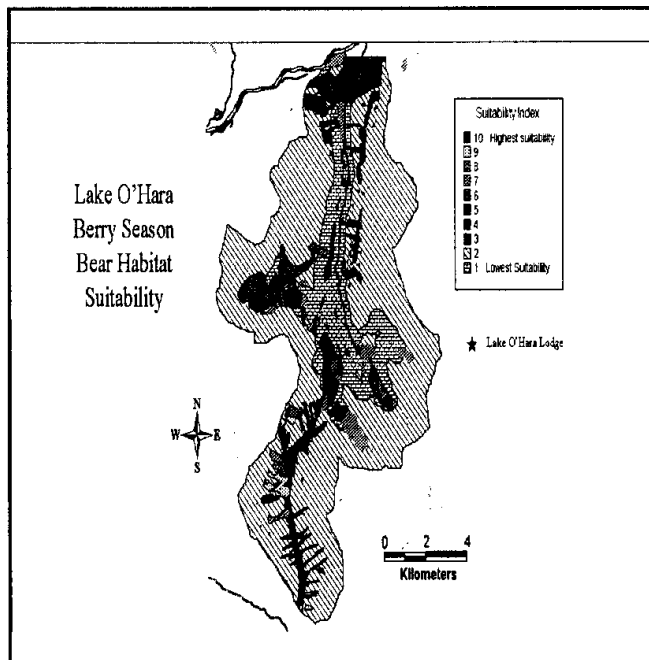 Lake O'Hara
Berry Season
Bear Habitat
Suitability
Suitability Index
10 Highest suitability
9
8
7
6
5
4
3
2
1 Lowest Suitability
Lake O'Hara Lodge
N
W E
S
0 2 4
Kilometers